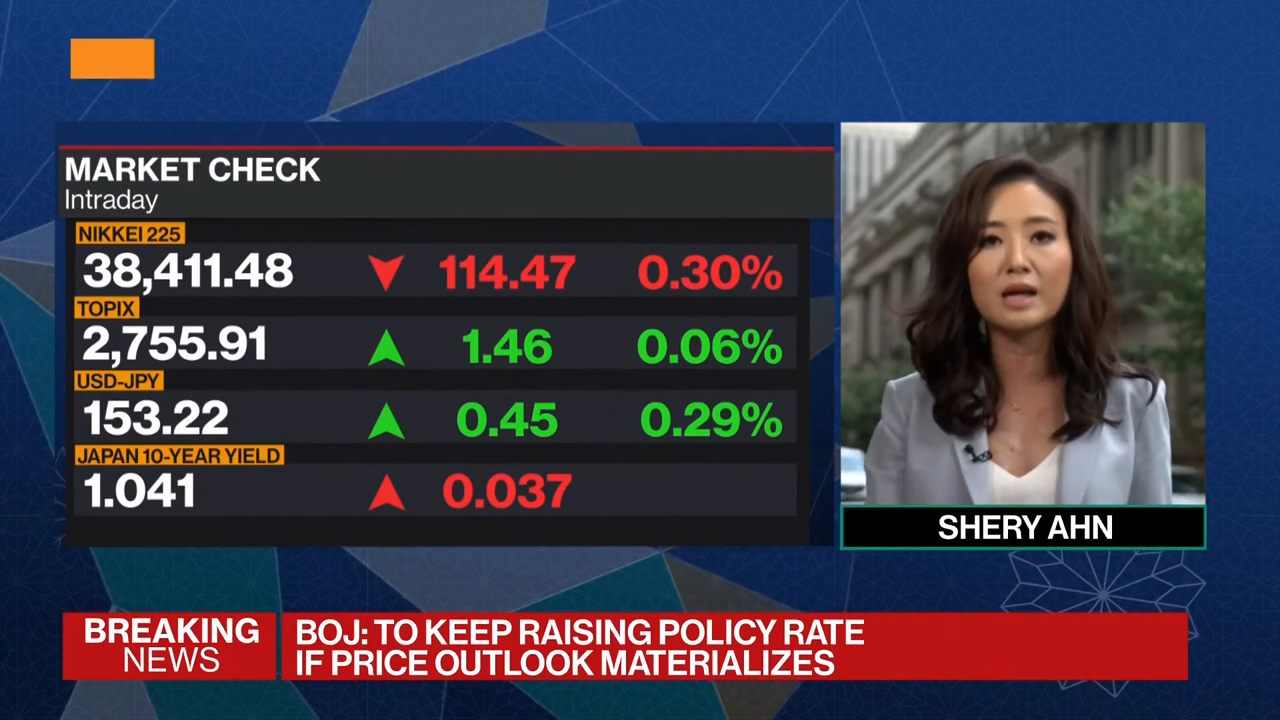 MARKET CHECK
Intraday
NIKKEI 225
38,411.48 ▼ 114.47 0.30%
TOPIX
2,755.91 ▲ 1.46 0.06%
USD-JPY
153.22 ▲ 0.45 0.29%
JAPAN 10-YEAR YIELD
1.041 ▲ 0.037
SHERY AHN
BREAKING
NEWS
BOJ: TO KEEP RAISING POLICY RATE
IF PRICE OUTLOOK MATERIALIZES